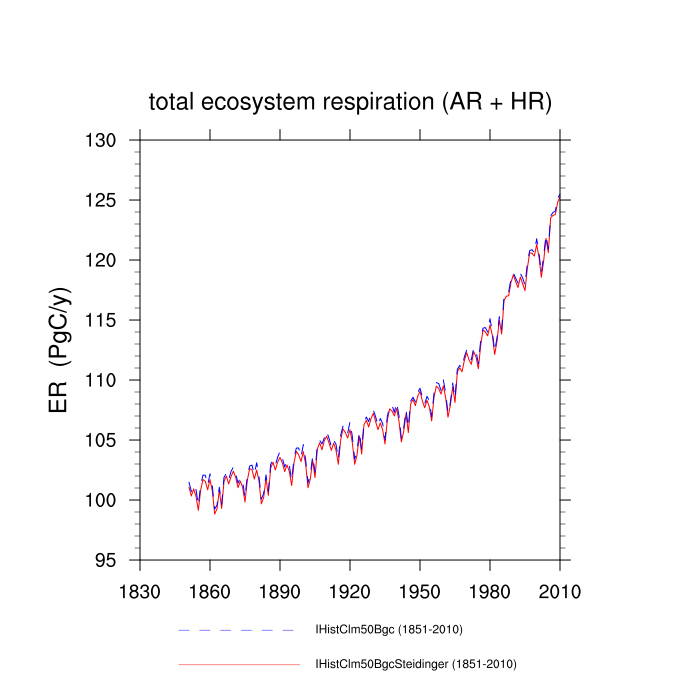 total ecosystem respiration (AR + HR)
130
125
120
115
110
105
100
95
ER (PgC/y)
1830 1860 1890 1920 1950 1980 2010
IHistClm50Bgc (1851-2010)
IHistClm50BgcSteidinger (1851-2010)